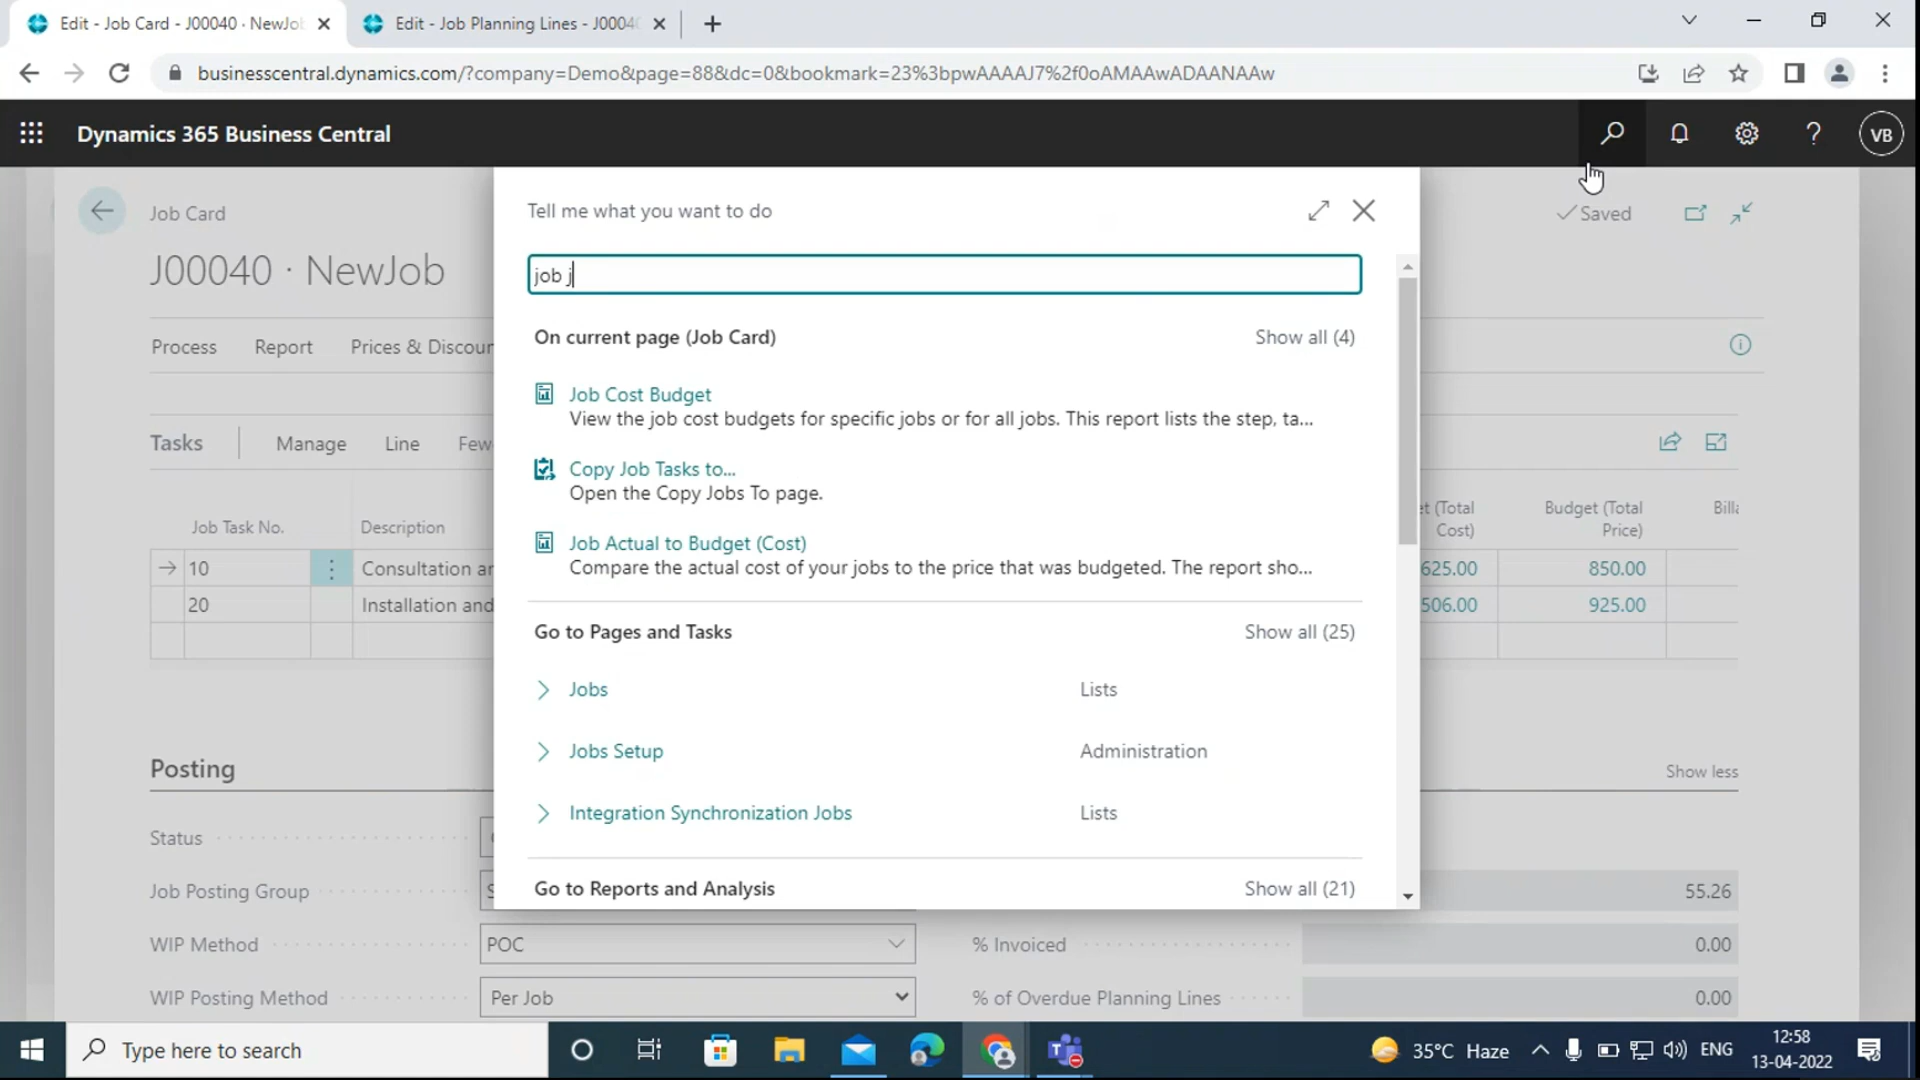 Edit - Job Card - J00040 · NewJob
Edit - Job Planning Lines - J0004
businesscentral.dynamics.com/?company=Demo&page=88&dc=0&bookmark=23%3bpwAAAAJ7%2f0oAMAAwADAANAAw
Dynamics 365 Business Central
VB
Job Card
Saved
J00040 · NewJob
Process Report Prices & Discoun
Tasks Manage Line Few
Job Task No. Description
10 Consultation an
20 Installation and
Tell me what you want to do
job j
On current page (Job Card) Show all (4)
Job Cost Budget
View the job cost budgets for specific jobs or for all jobs. This report lists the step, ta...
Copy Job Tasks to...
Open the Copy Jobs To page.
Job Actual to Budget (Cost)
Compare the actual cost of your jobs to the price that was budgeted. The report sho...
Go to Pages and Tasks Show all (25)
Jobs Lists
Jobs Setup Administration
Integration Synchronization Jobs Lists
Go to Reports and Analysis Show all (21)
et (Total Cost) Budget (Total Price) Billa
625.00 850.00
506.00 925.00
Posting Show less
Status
Job Posting Group 55.26
WIP Method POC % Invoiced 0.00
WIP Posting Method Per Job % of Overdue Planning Lines 0.00
Type here to search
35°C Haze ENG
12:58
13-04-2022